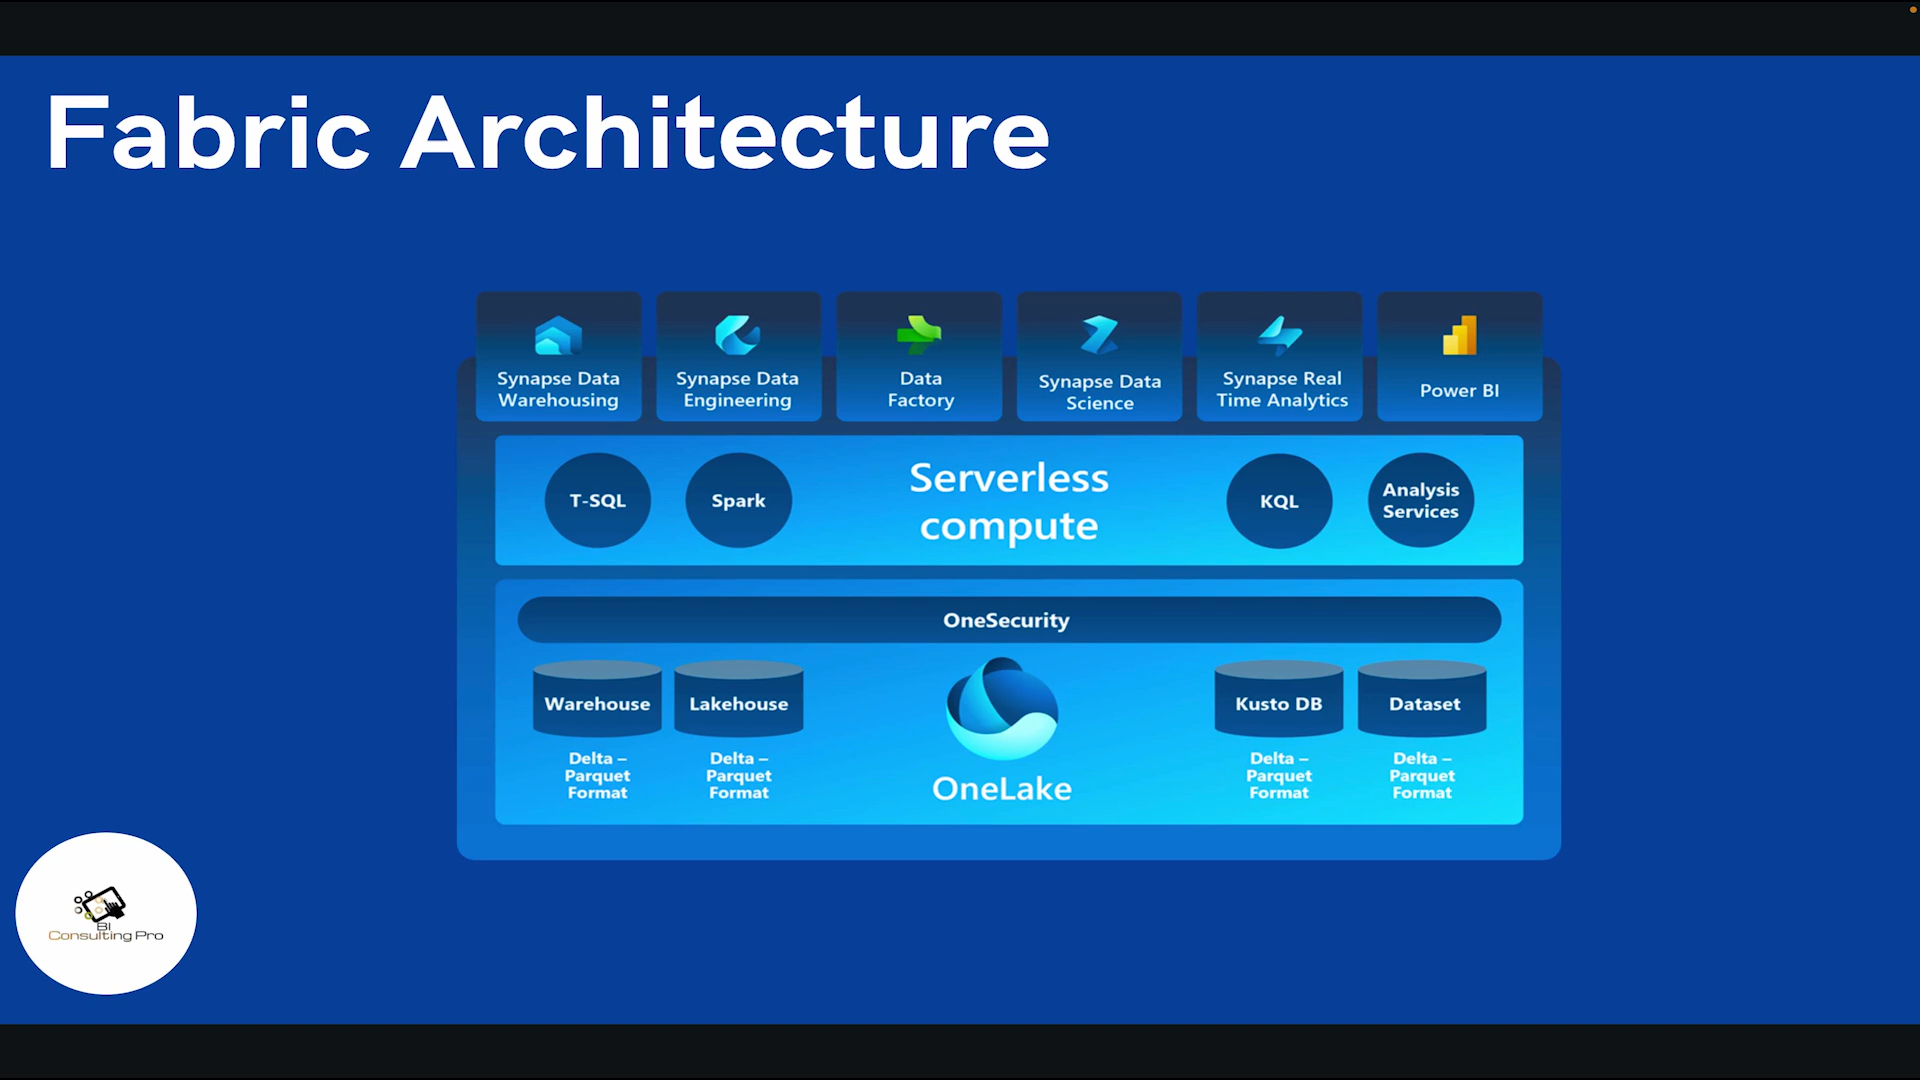 Fabric Architecture
Synapse Data
Warehousing
Synapse Data
Engineering
Data
Factory
Synapse Data
Science
Synapse Real
Time Analytics
Power BI
T-SQL
Spark
Serverless
compute
KQL
Analysis
Services
OneSecurity
Warehouse
Lakehouse
Kusto DB
Dataset
Delta –
Parquet
Format
Delta –
Parquet
Format
OneLake
Delta –
Parquet
Format
Delta –
Parquet
Format
BI
Consulting Pro